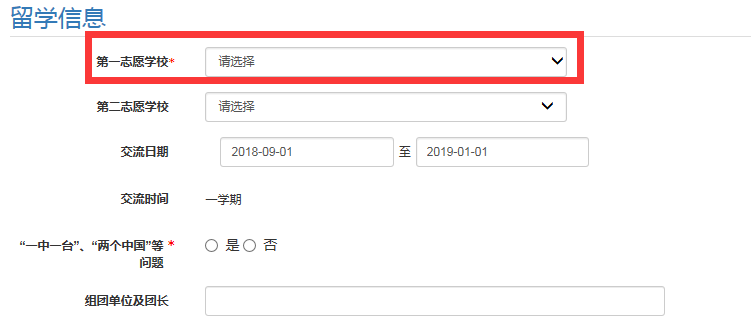 留学信息
第一志愿学校* 请选择
第二志愿学校 请选择
交流日期 2018-09-01 至 2019-01-01
交流时间 一学期
“一中一台”、“两个中国”等 * 是 否
问题
组团单位及团长